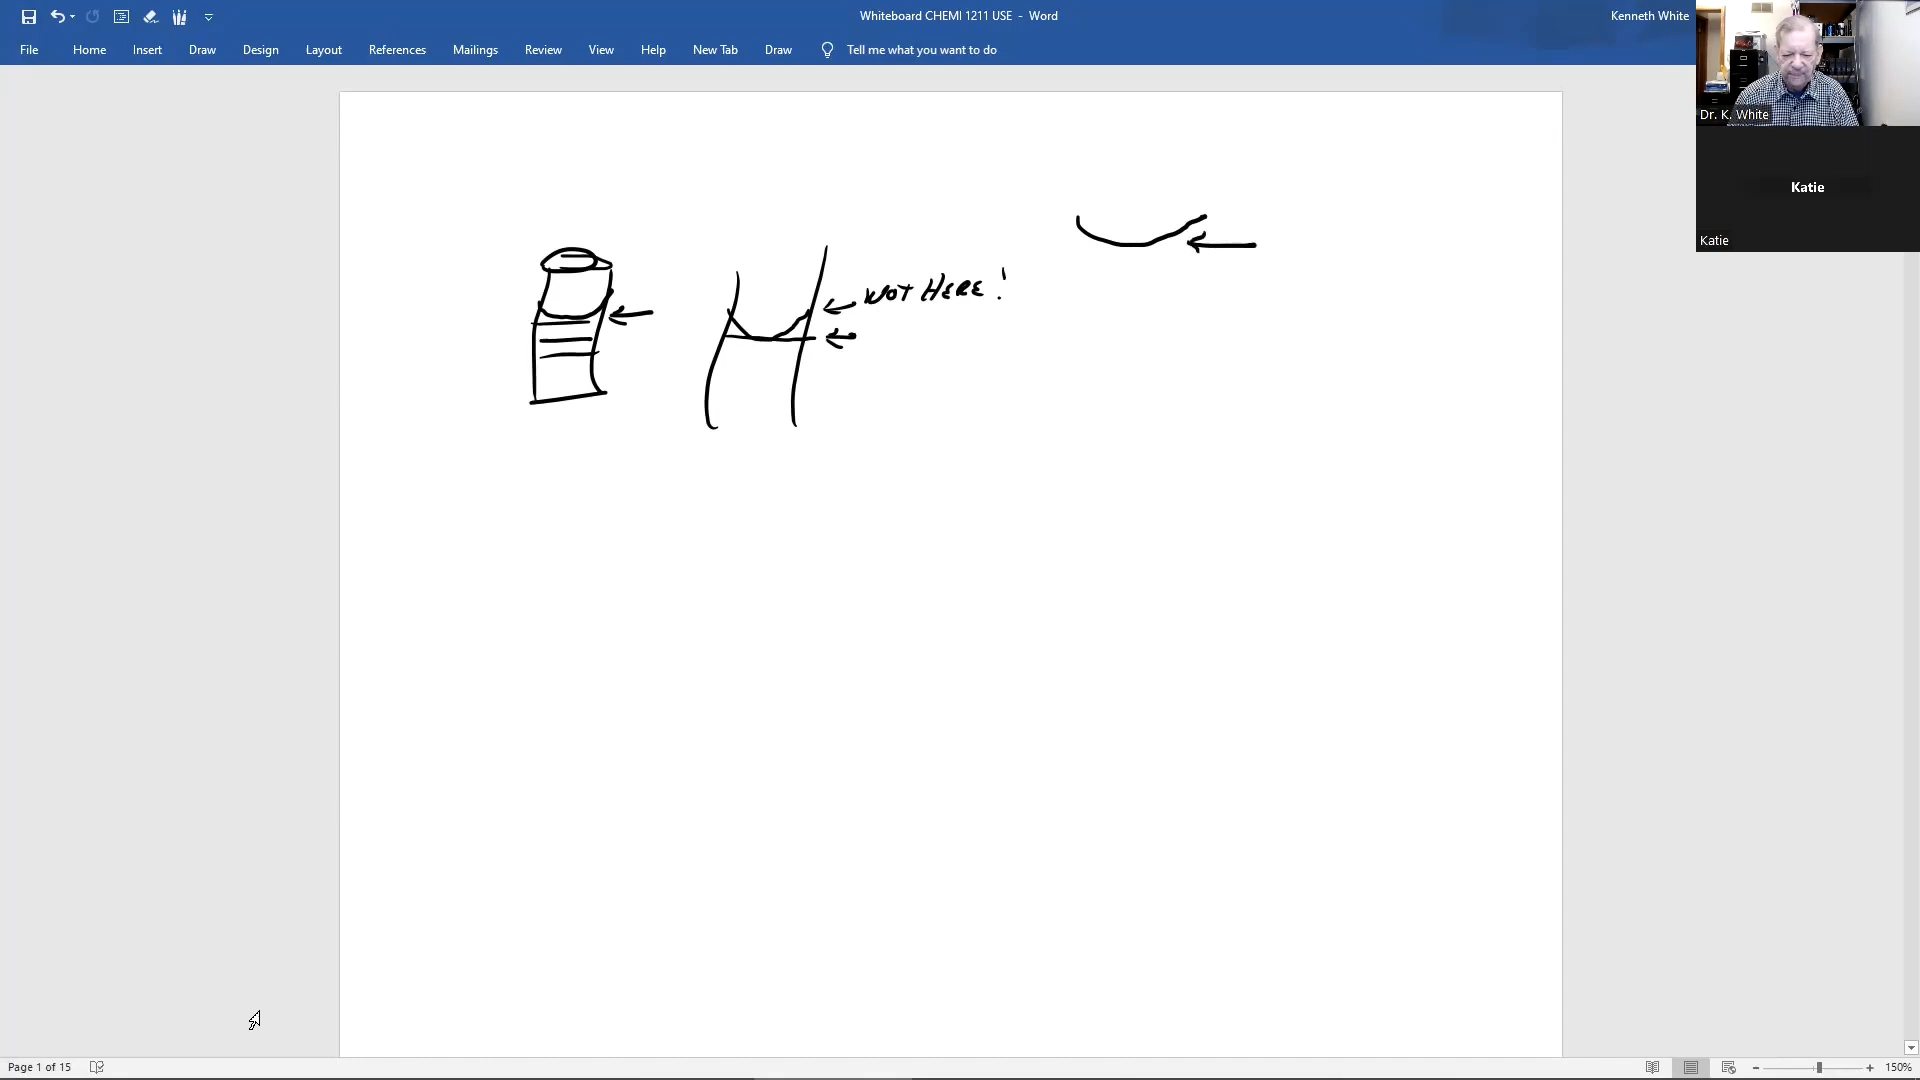 Whiteboard CHEMI 1211 USE - Word
Kenneth White
File Home Insert Draw Design Layout References Mailings Review View Help New Tab Draw Tell me what you want to do
Dr. K. White
Katie
Katie
NOT HERE!
Page 1 of 15
150%